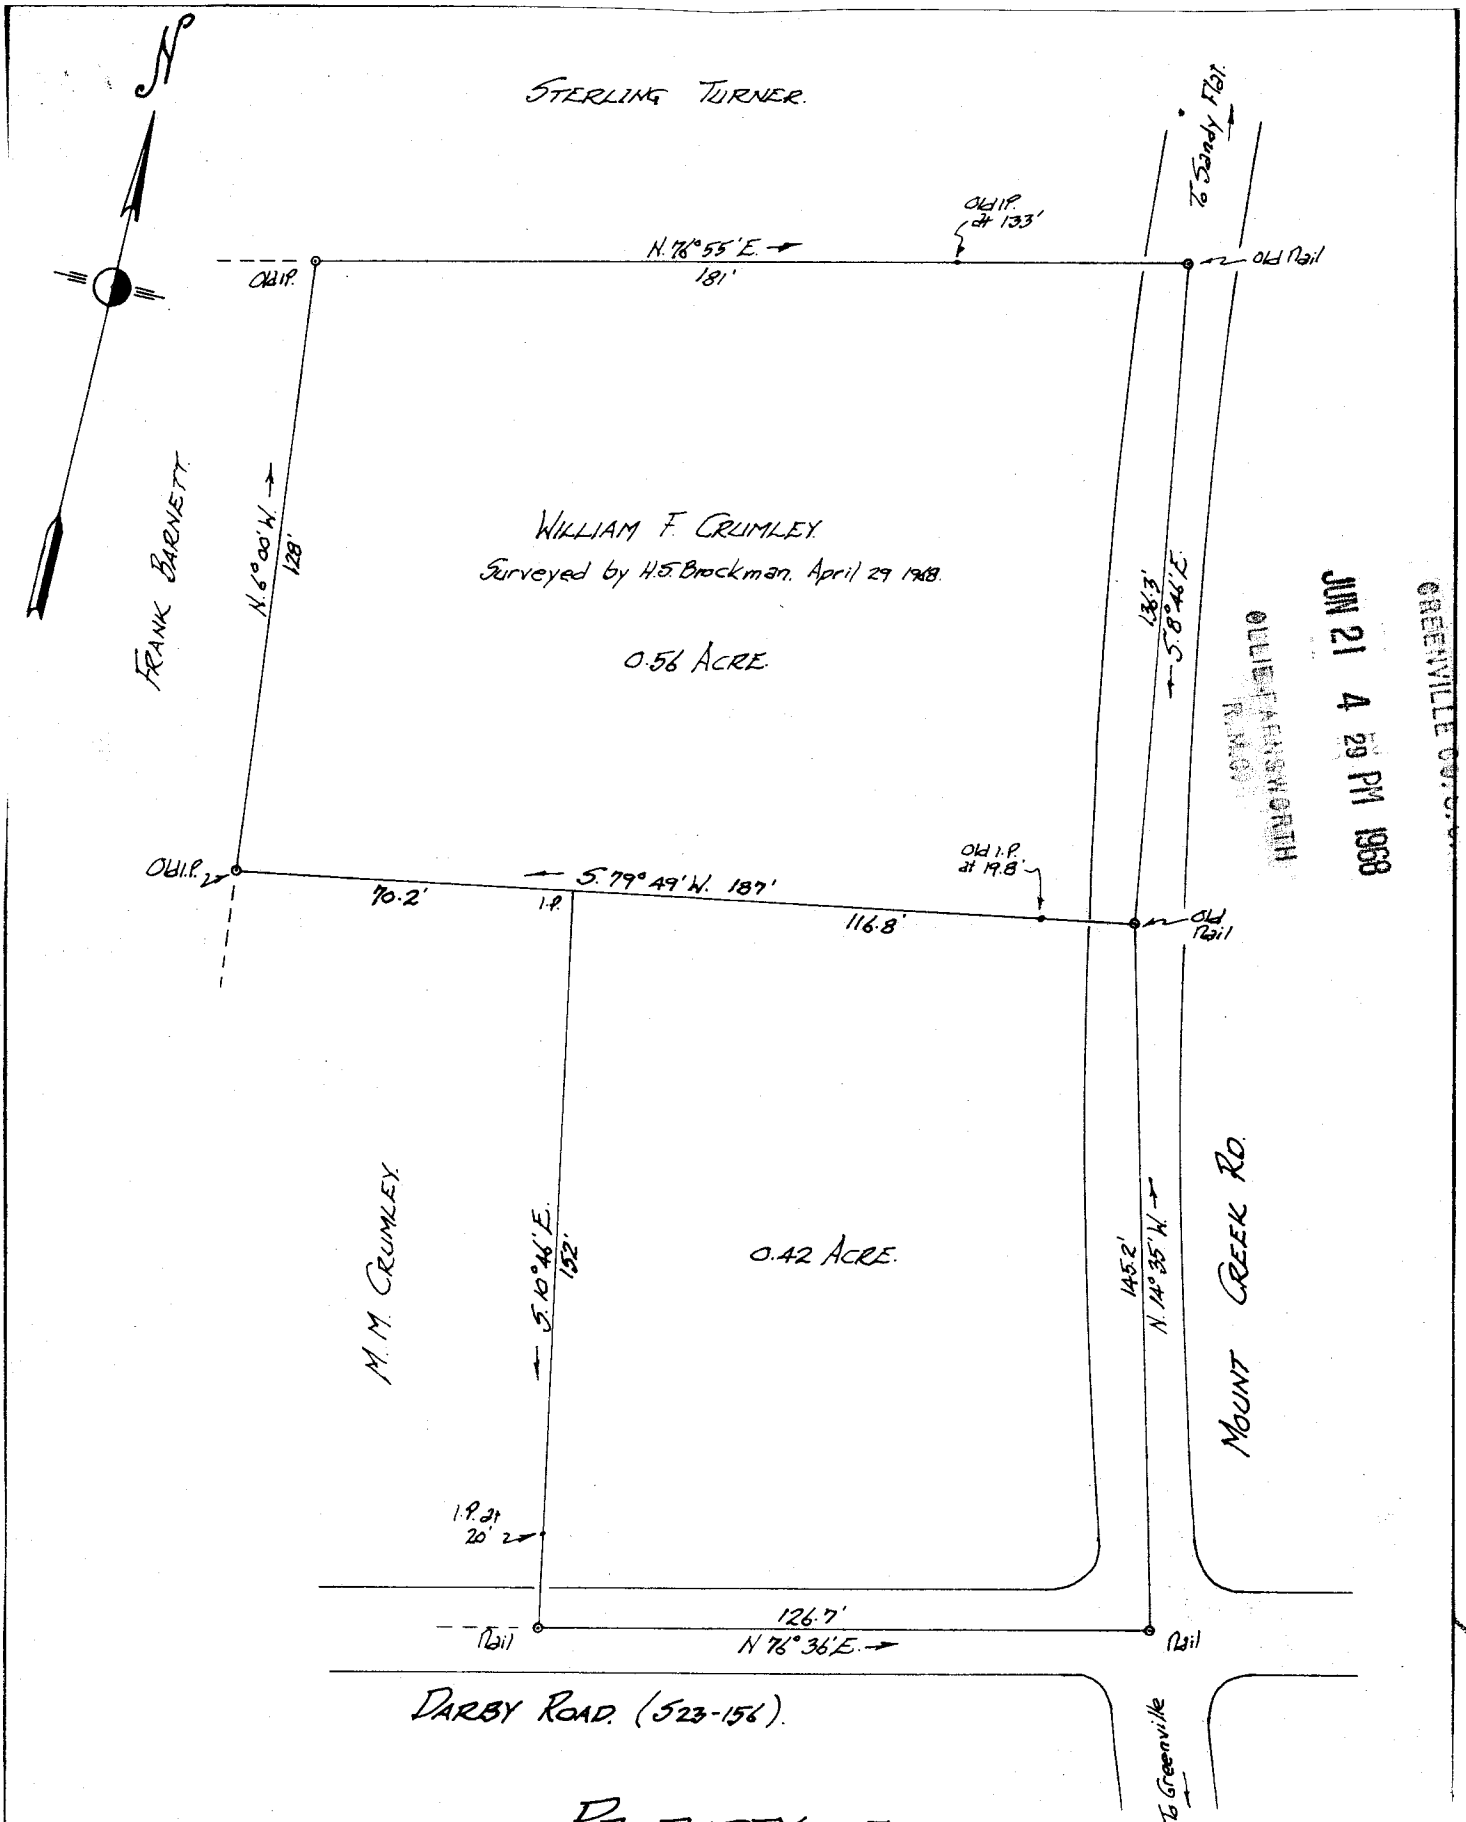 N
STERLING TURNER.
To Sandy Flat.
Old I.P.
at 133'
N. 76° 55' E.
181'
Old I.P.
Old Nail
FRANK BARNETT.
N. 6° 00' W.
128'
WILLIAM F. CRUMLEY.
Surveyed by H.S. Brockman. April 29 1968.
0.56 ACRE.
136.3'
S. 8° 46' E.
GREENVILLE CO.
JUN 21 4 29 PM 1968
OLLIE FARNSWORTH
R.M.C.
Old I.P.
70.2'
S. 79° 49' W. 187'
I.P.
116.8'
Old I.P.
at 19.8'
Old
Nail
M. M. CRUMLEY.
S. 10° 46' E.
152'
0.42 ACRE.
145.2'
N. 14° 35' W.
MOUNT CREEK RD.
I.P. at
20'
Nail
126.7'
N 76° 36' E.
Nail
DARBY ROAD. (S23-156).
To Greenville